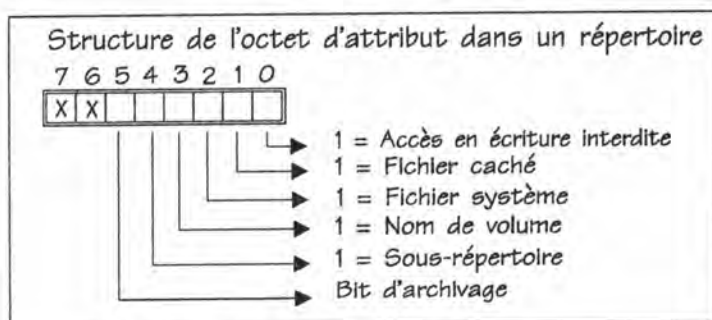 Structure de l'octet d'attribut dans un répertoire
7 6 5 4 3 2 1 0
X X
1 = Accès en écriture interdite
1 = Fichier caché
1 = Fichier système
1 = Nom de volume
1 = Sous-répertoire
Bit d'archivage